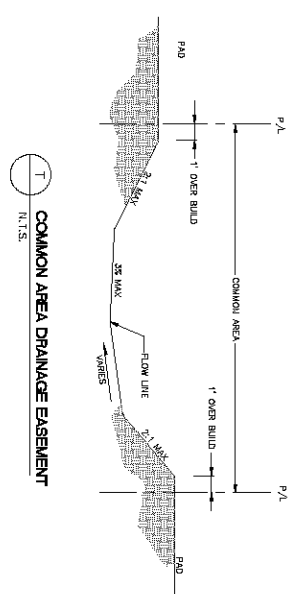 P/L
P/L
COMMON AREA
1' OVER BUILD
1' OVER BUILD
PAD
PAD
2:1 MAX
2:1 MAX
3% MAX
FLOW LINE
VARIES
T
COMMON AREA DRAINAGE EASEMENT
N.T.S.